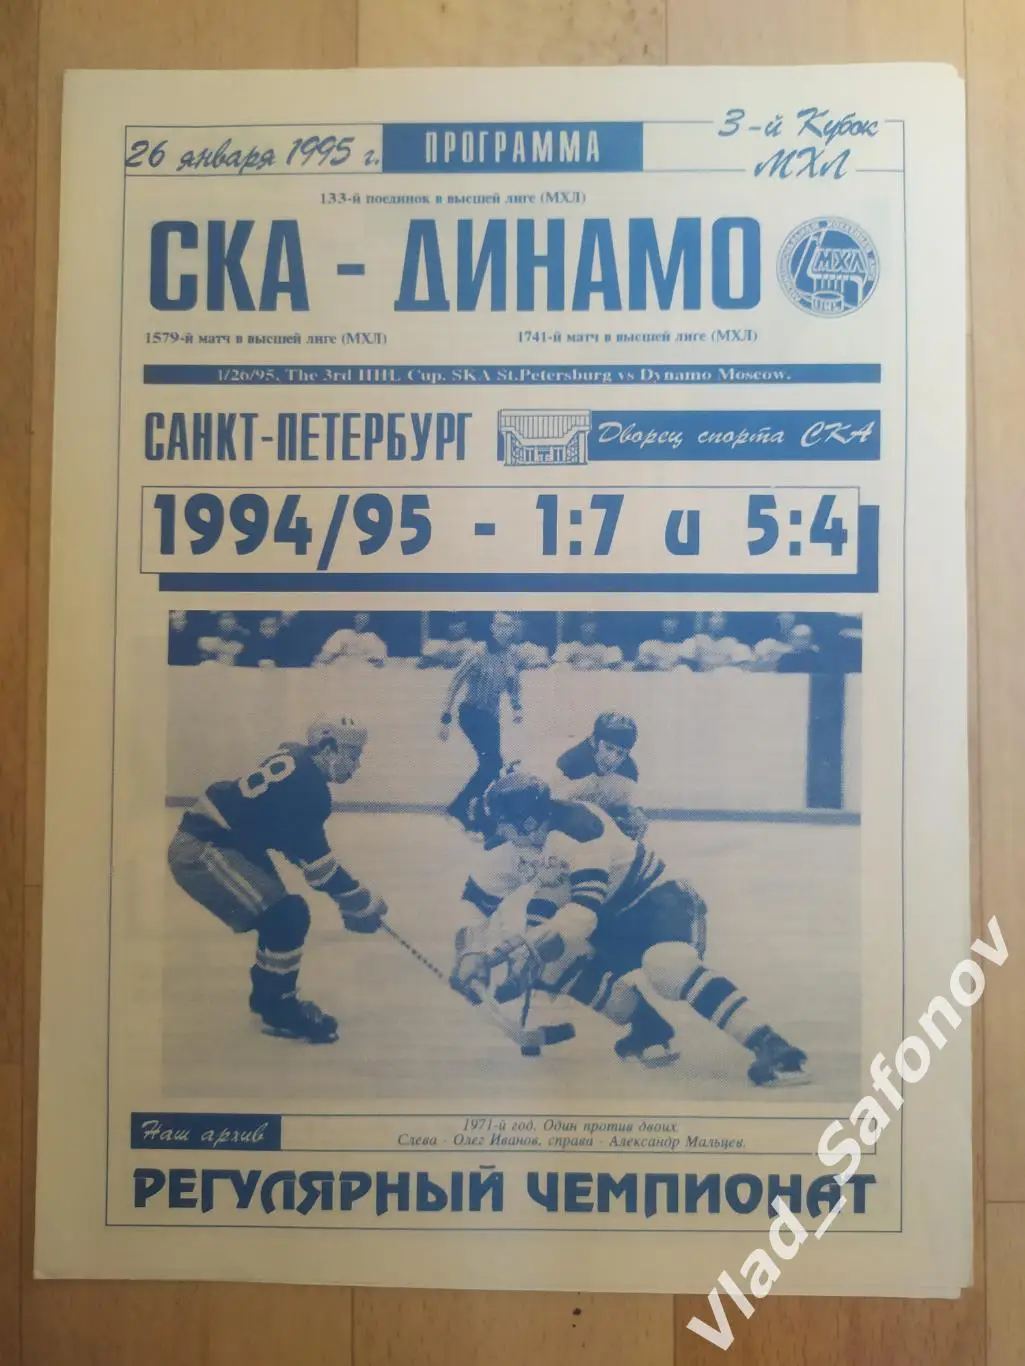 26 января 1995 г.
ПРОГРАММА
3-й Кубок
МХЛ
133-й поединок в высшей лиге (МХЛ)
СКА - ДИНАМО
МХЛ
IHL
1579-й матч в высшей лиге (МХЛ)
1741-й матч в высшей лиге (МХЛ)
1/26/95, The 3rd IHL Cup. SKA St.Petersburg vs Dynamo Moscow.
САНКТ-ПЕТЕРБУРГ
Дворец спорта СКА
1994/95 - 1:7 и 5:4
8
Наш архив
1971-й год. Один против двоих.
Слева - Олег Иванов, справа - Александр Мальцев.
РЕГУЛЯРНЫЙ ЧЕМПИОНАТ
Vlad_Safonov